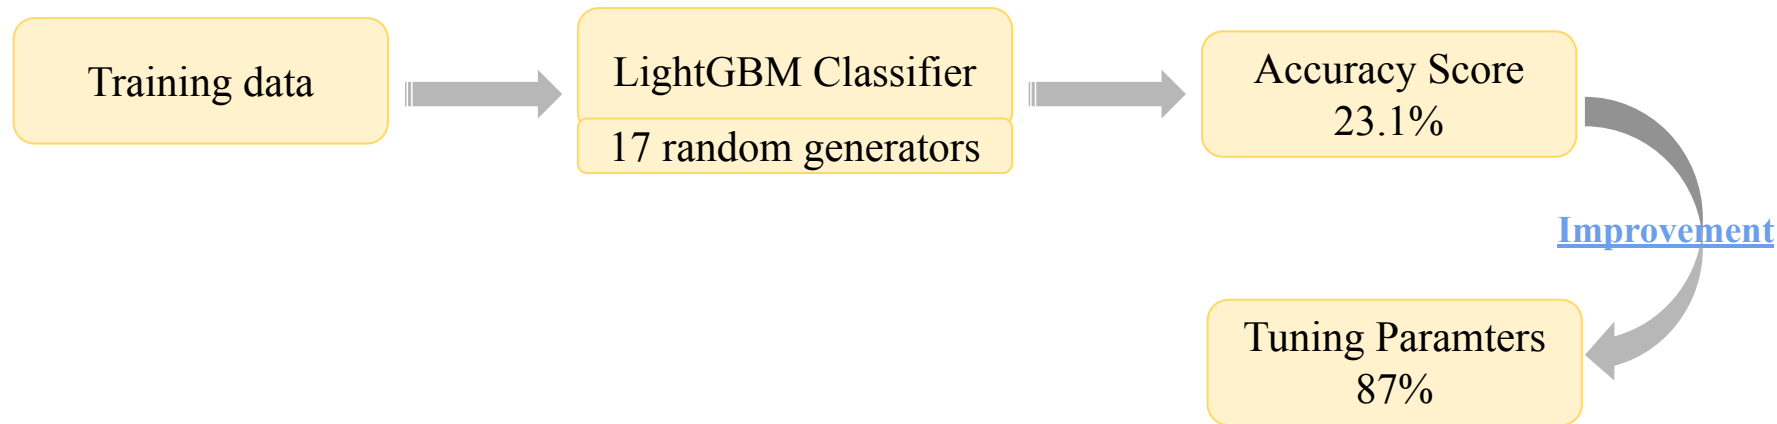 Training data
LightGBM Classifier
17 random generators
Accuracy Score
23.1%
Improvement
Tuning Paramters
87%